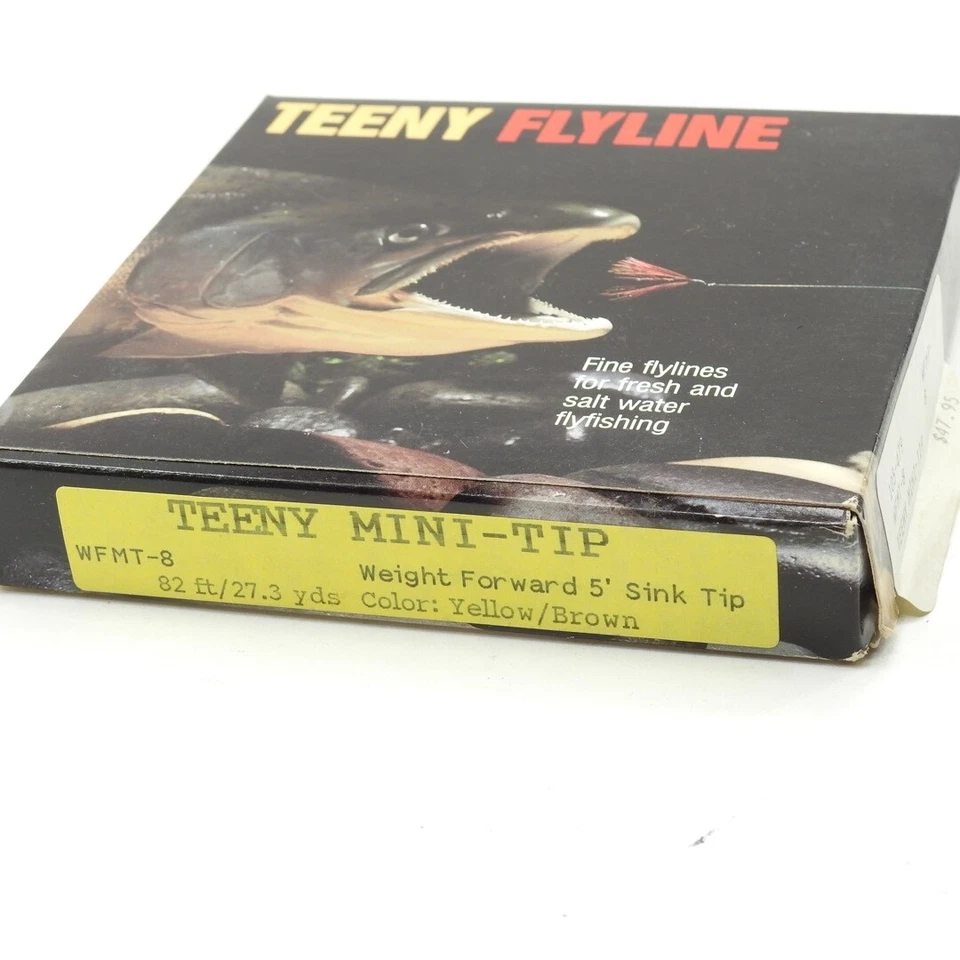 TEENY FLYLINE
Fine flylines
for fresh and
salt water
flyfishing
TEENY MINI-TIP
WFMT-8
Weight Forward 5' Sink Tip
82 ft/27.3 yds Color: Yellow/Brown
$47.95